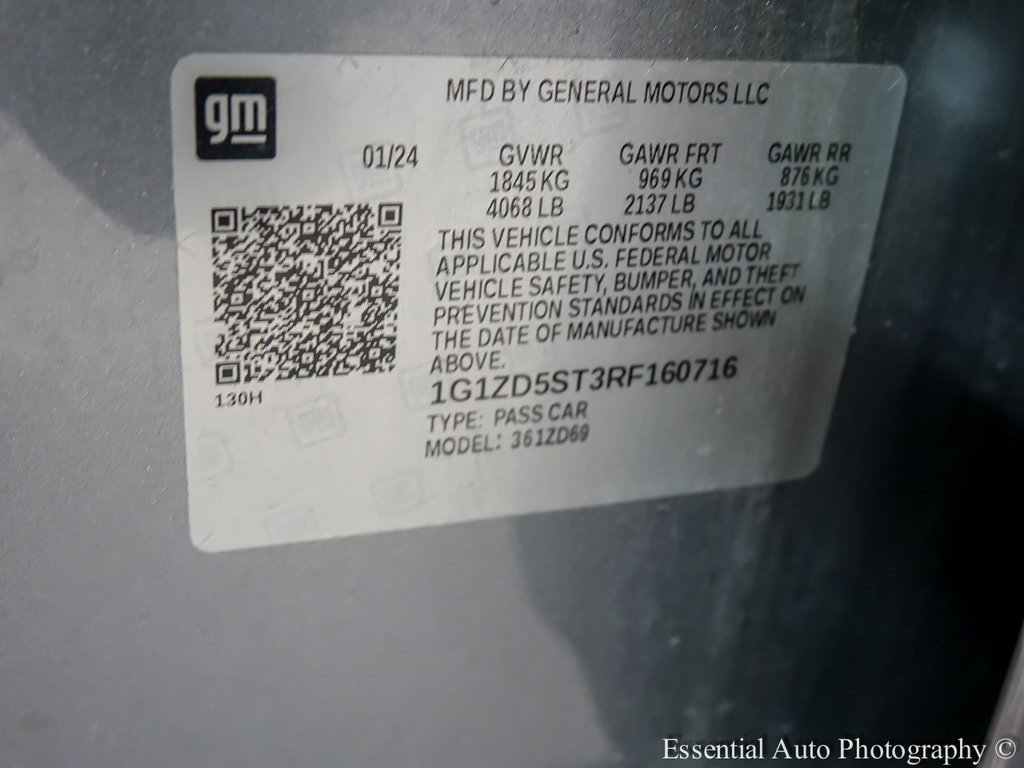 gm
MFD BY GENERAL MOTORS LLC
01/24 GVWR GAWR FRT GAWR RR
1845 KG 969 KG 876 KG
4068 LB 2137 LB 1931 LB
THIS VEHICLE CONFORMS TO ALL
APPLICABLE U.S. FEDERAL MOTOR
VEHICLE SAFETY, BUMPER, AND THEFT
PREVENTION STANDARDS IN EFFECT ON
THE DATE OF MANUFACTURE SHOWN
ABOVE.
1G1ZD5ST3RF160716
130H
TYPE: PASS CAR
MODEL: 361ZD69
Essential Auto Photography ©